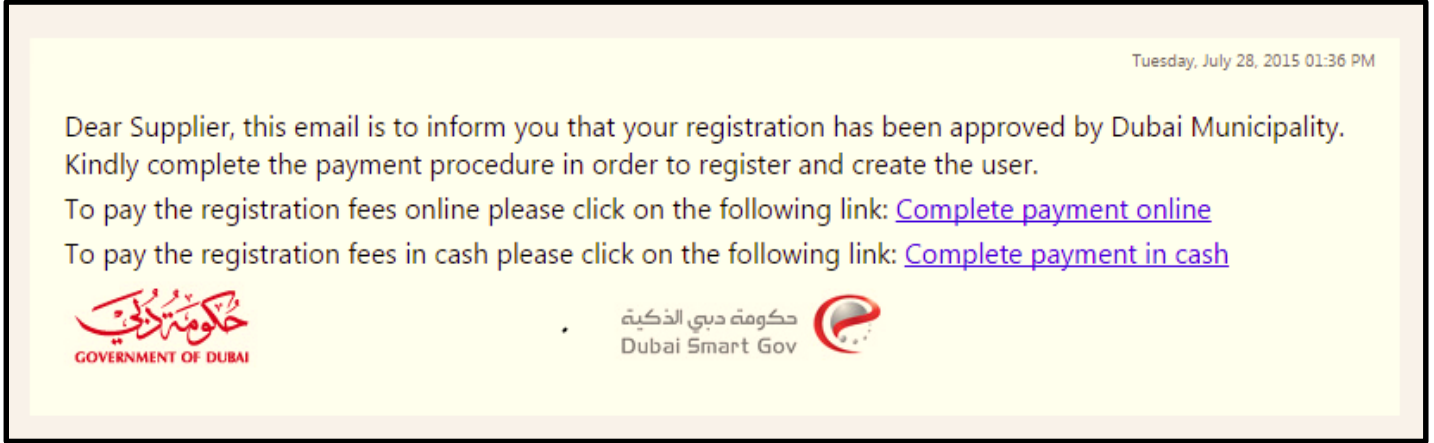 Tuesday, July 28, 2015 01:36 PM
Dear Supplier, this email is to inform you that your registration has been approved by Dubai Municipality.
Kindly complete the payment procedure in order to register and create the user.
To pay the registration fees online please click on the following link: Complete payment online
To pay the registration fees in cash please click on the following link: Complete payment in cash
حكومة دبي
GOVERNMENT OF DUBAI
حكومة دبي الذكية
Dubai Smart Gov